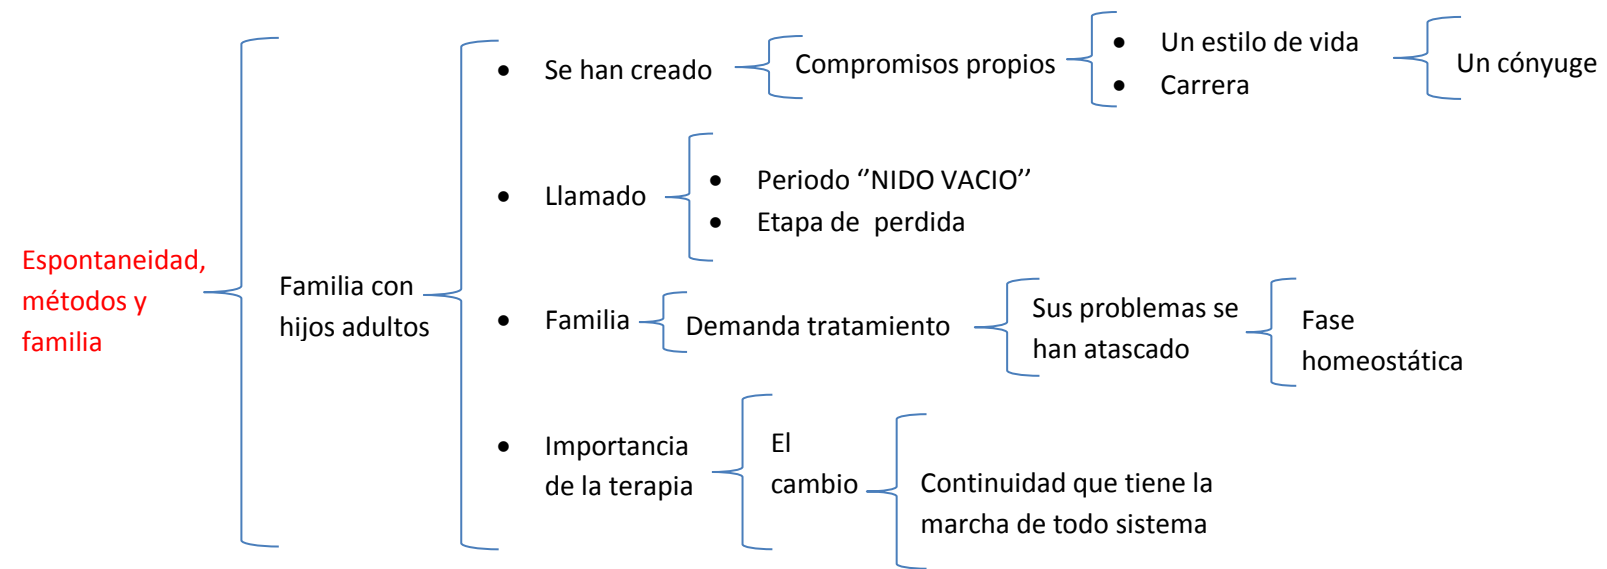 Espontaneidad,
métodos y
familia
Familia con
hijos adultos
• Se han creado
Compromisos propios
• Un estilo de vida
• Carrera
Un cónyuge
• Llamado
• Periodo ‘’NIDO VACIO’’
• Etapa de perdida
• Familia
Demanda tratamiento
Sus problemas se
han atascado
Fase
homeostática
• Importancia
de la terapia
El
cambio
Continuidad que tiene la
marcha de todo sistema